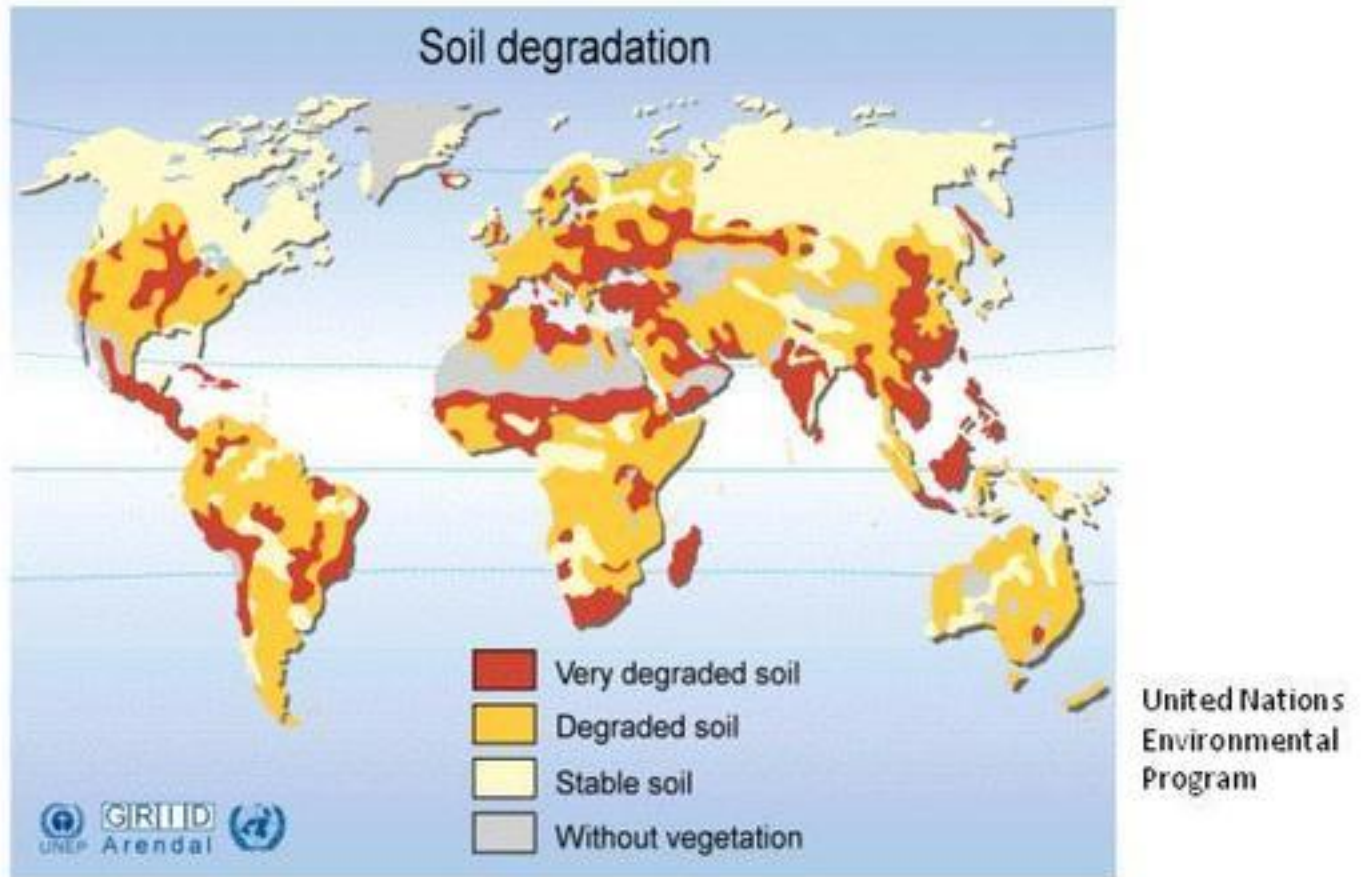 Soil degradation
Very degraded soil
Degraded soil
Stable soil
Without vegetation
UNEP
GRID
Arendal
United Nations
Environmental
Program